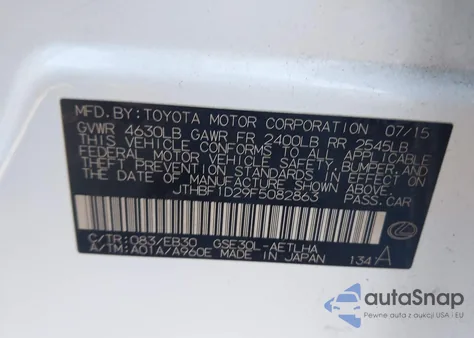 MFD.BY:TOYOTA MOTOR CORPORATION 07/15
GVWR 4630LB GAWR FR 2400LB RR 2545LB
THIS VEHICLE CONFORMS TO ALL APPLICABLE
FEDERAL MOTOR VEHICLE SAFETY, BUMPER, AND
THEFT PREVENTION STANDARDS IN EFFECT ON
THE DATE OF MANUFACTURE SHOWN ABOVE.
JTHBF1D29F5082863 PASS.CAR
C/TR:083/EB30 GSE30L-AETLHA
A/TM:A01A/A960E MADE IN JAPAN 134 A
autoSnap
Pewne auta z aukcji USA i EU